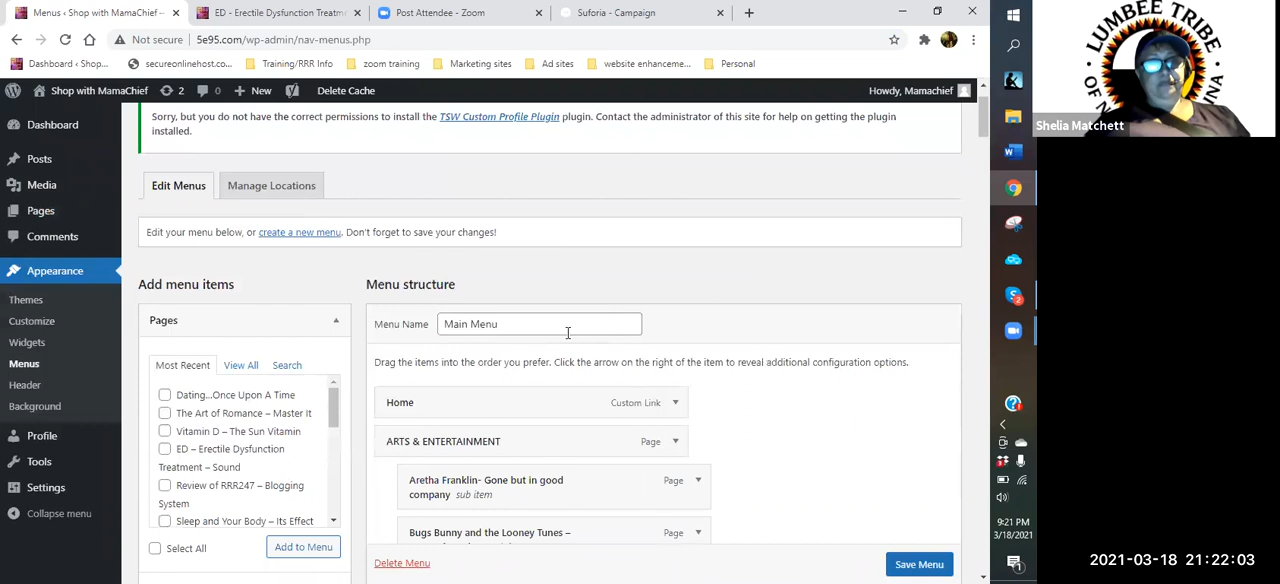 Menus ‹ Shop with MamaChief –
ED - Erectile Dysfunction Treatm
Post Attendee - Zoom
Suforia - Campaign
Not secure
5e95.com/wp-admin/nav-menus.php
Dashboard ‹ Shop...
secureonlinehost.co...
Training/RRR Info
zoom training
Marketing sites
Ad sites
website enhanceme...
Personal
Shop with MamaChief
2
0
New
Delete Cache
Howdy, Mamachief
Dashboard
Posts
Media
Pages
Comments
Appearance
Themes
Customize
Widgets
Menus
Header
Background
Profile
Tools
Settings
Collapse menu
Sorry, but you do not have the correct permissions to install the TSW Custom Profile Plugin plugin. Contact the administrator of this site for help on getting the plugin
installed.
Edit Menus
Manage Locations
Edit your menu below, or create a new menu. Don't forget to save your changes!
Add menu items
Pages
Most Recent
View All
Search
Dating...Once Upon A Time
The Art of Romance – Master It
Vitamin D – The Sun Vitamin
ED – Erectile Dysfunction
Treatment – Sound
Review of RRR247 – Blogging
System
Sleep and Your Body – Its Effect
Select All
Add to Menu
Menu structure
Menu Name
Main Menu
Drag the items into the order you prefer. Click the arrow on the right of the item to reveal additional configuration options.
Home
Custom Link
ARTS & ENTERTAINMENT
Page
Aretha Franklin- Gone but in good
company sub item
Page
Bugs Bunny and the Looney Tunes –
Page
Delete Menu
Save Menu
9:21 PM
3/18/2021
LUMBEE TRIBE
Shelia Matchett
2021-03-18 21:22:03